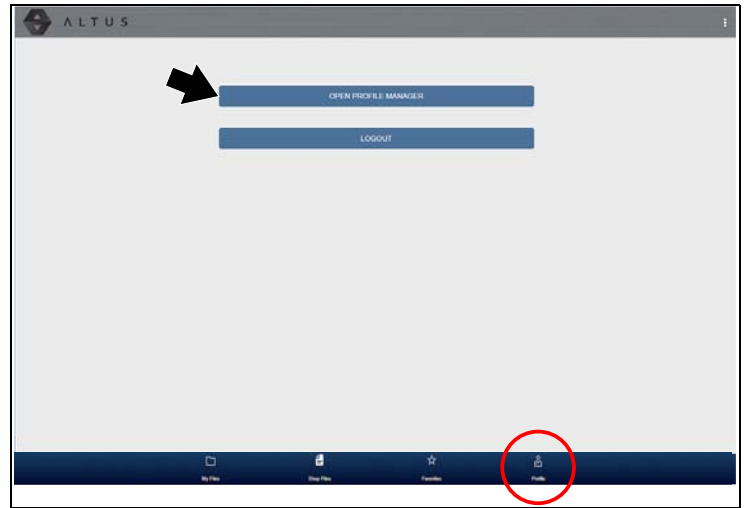 ALTUS
OPEN PROFILE MANAGER
LOGOUT
My Files
Shop Files
Favorites
Profile